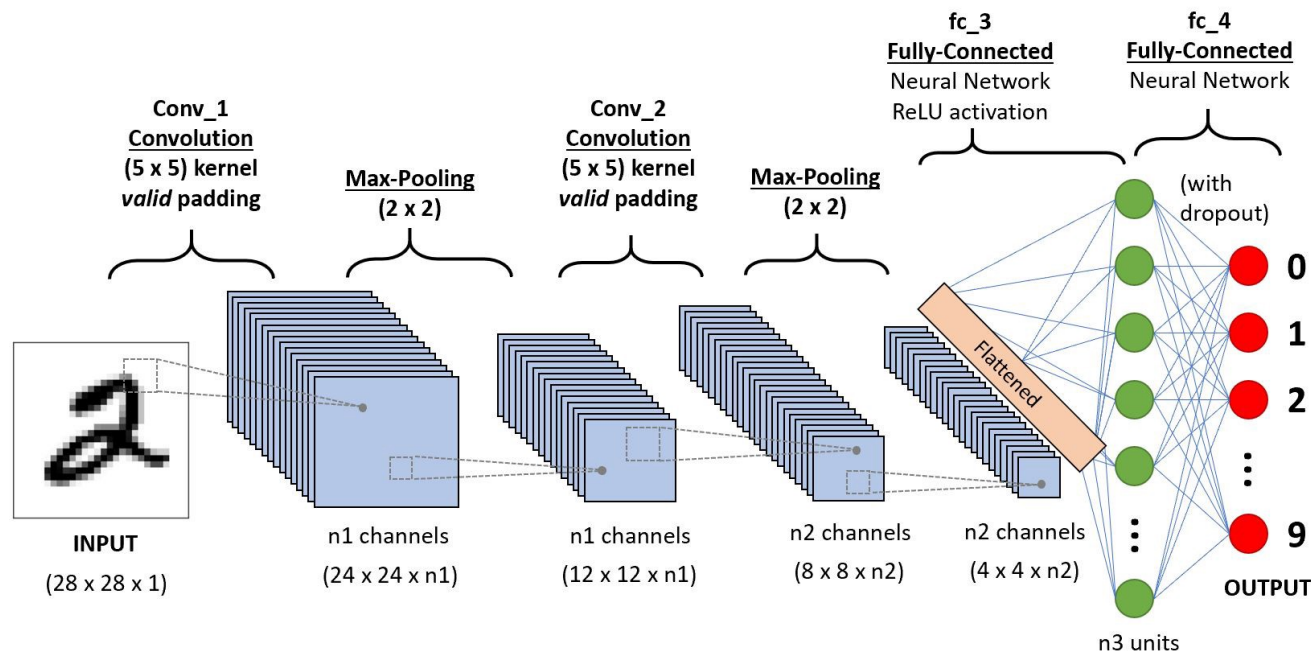 Conv_1
Convolution
(5 x 5) kernel
valid padding
Max-Pooling
(2 x 2)
Conv_2
Convolution
(5 x 5) kernel
valid padding
Max-Pooling
(2 x 2)
fc_3
Fully-Connected
Neural Network
ReLU activation
fc_4
Fully-Connected
Neural Network
(with
dropout)
Flattened
0
1
2
9
INPUT
(28 x 28 x 1)
n1 channels
(24 x 24 x n1)
n1 channels
(12 x 12 x n1)
n2 channels
(8 x 8 x n2)
n2 channels
(4 x 4 x n2)
OUTPUT
n3 units
2